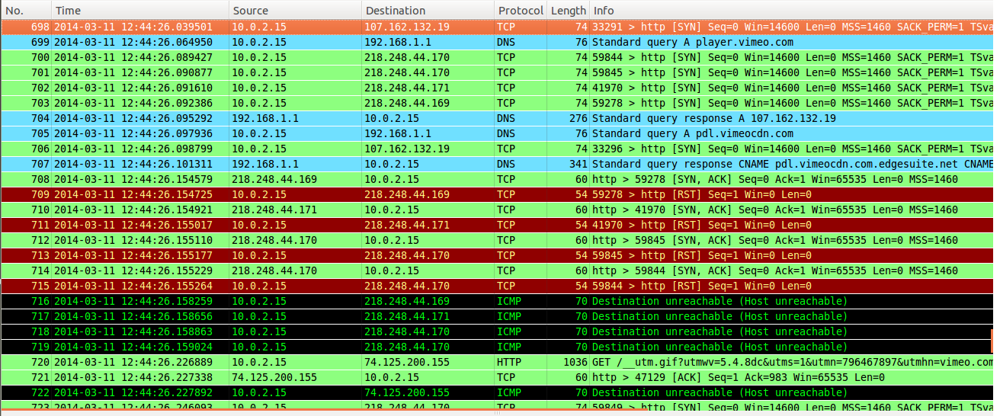 No. Time Source Destination Protocol Length Info
698 2014-03-11 12:44:26.039501 10.0.2.15 107.162.132.19 TCP 74 33291 > http [SYN] Seq=0 Win=14600 Len=0 MSS=1460 SACK_PERM=1 TSva
699 2014-03-11 12:44:26.064950 10.0.2.15 192.168.1.1 DNS 76 Standard query A player.vimeo.com
700 2014-03-11 12:44:26.089427 10.0.2.15 218.248.44.170 TCP 74 59844 > http [SYN] Seq=0 Win=14600 Len=0 MSS=1460 SACK_PERM=1 TSva
701 2014-03-11 12:44:26.090877 10.0.2.15 218.248.44.170 TCP 74 59845 > http [SYN] Seq=0 Win=14600 Len=0 MSS=1460 SACK_PERM=1 TSva
702 2014-03-11 12:44:26.091610 10.0.2.15 218.248.44.171 TCP 74 41970 > http [SYN] Seq=0 Win=14600 Len=0 MSS=1460 SACK_PERM=1 TSva
703 2014-03-11 12:44:26.092386 10.0.2.15 218.248.44.169 TCP 74 59278 > http [SYN] Seq=0 Win=14600 Len=0 MSS=1460 SACK_PERM=1 TSva
704 2014-03-11 12:44:26.095292 192.168.1.1 10.0.2.15 DNS 276 Standard query response A 107.162.132.19
705 2014-03-11 12:44:26.097936 10.0.2.15 192.168.1.1 DNS 76 Standard query A pdl.vimeocdn.com
706 2014-03-11 12:44:26.098799 10.0.2.15 107.162.132.19 TCP 74 33296 > http [SYN] Seq=0 Win=14600 Len=0 MSS=1460 SACK_PERM=1 TSva
707 2014-03-11 12:44:26.101311 192.168.1.1 10.0.2.15 DNS 341 Standard query response CNAME pdl.vimeocdn.com.edgesuite.net CNAME
708 2014-03-11 12:44:26.154579 218.248.44.169 10.0.2.15 TCP 60 http > 59278 [SYN, ACK] Seq=0 Ack=1 Win=65535 Len=0 MSS=1460
709 2014-03-11 12:44:26.154725 10.0.2.15 218.248.44.169 TCP 54 59278 > http [RST] Seq=1 Win=0 Len=0
710 2014-03-11 12:44:26.154921 218.248.44.171 10.0.2.15 TCP 60 http > 41970 [SYN, ACK] Seq=0 Ack=1 Win=65535 Len=0 MSS=1460
711 2014-03-11 12:44:26.155017 10.0.2.15 218.248.44.171 TCP 54 41970 > http [RST] Seq=1 Win=0 Len=0
712 2014-03-11 12:44:26.155110 218.248.44.170 10.0.2.15 TCP 60 http > 59845 [SYN, ACK] Seq=0 Ack=1 Win=65535 Len=0 MSS=1460
713 2014-03-11 12:44:26.155177 10.0.2.15 218.248.44.170 TCP 54 59845 > http [RST] Seq=1 Win=0 Len=0
714 2014-03-11 12:44:26.155229 218.248.44.170 10.0.2.15 TCP 60 http > 59844 [SYN, ACK] Seq=0 Ack=1 Win=65535 Len=0 MSS=1460
715 2014-03-11 12:44:26.155264 10.0.2.15 218.248.44.170 TCP 54 59844 > http [RST] Seq=1 Win=0 Len=0
716 2014-03-11 12:44:26.158259 10.0.2.15 218.248.44.169 ICMP 70 Destination unreachable (Host unreachable)
717 2014-03-11 12:44:26.158656 10.0.2.15 218.248.44.171 ICMP 70 Destination unreachable (Host unreachable)
718 2014-03-11 12:44:26.158863 10.0.2.15 218.248.44.170 ICMP 70 Destination unreachable (Host unreachable)
719 2014-03-11 12:44:26.159024 10.0.2.15 218.248.44.170 ICMP 70 Destination unreachable (Host unreachable)
720 2014-03-11 12:44:26.226889 10.0.2.15 74.125.200.155 HTTP 1036 GET /__utm.gif?utmwv=5.4.8dc&utms=1&utmn=796467897&utmhn=vimeo.com
721 2014-03-11 12:44:26.227338 74.125.200.155 10.0.2.15 TCP 60 http > 47129 [ACK] Seq=1 Ack=983 Win=65535 Len=0
722 2014-03-11 12:44:26.227892 10.0.2.15 74.125.200.155 ICMP 70 Destination unreachable (Host unreachable)
723 2014-03-11 12:44:26.246093 10.0.2.15 218.248.44.170 TCP 74 59849 > http [SYN] Seq=0 Win=14600 Len=0 MSS=1460 SACK_PERM=1 TSva